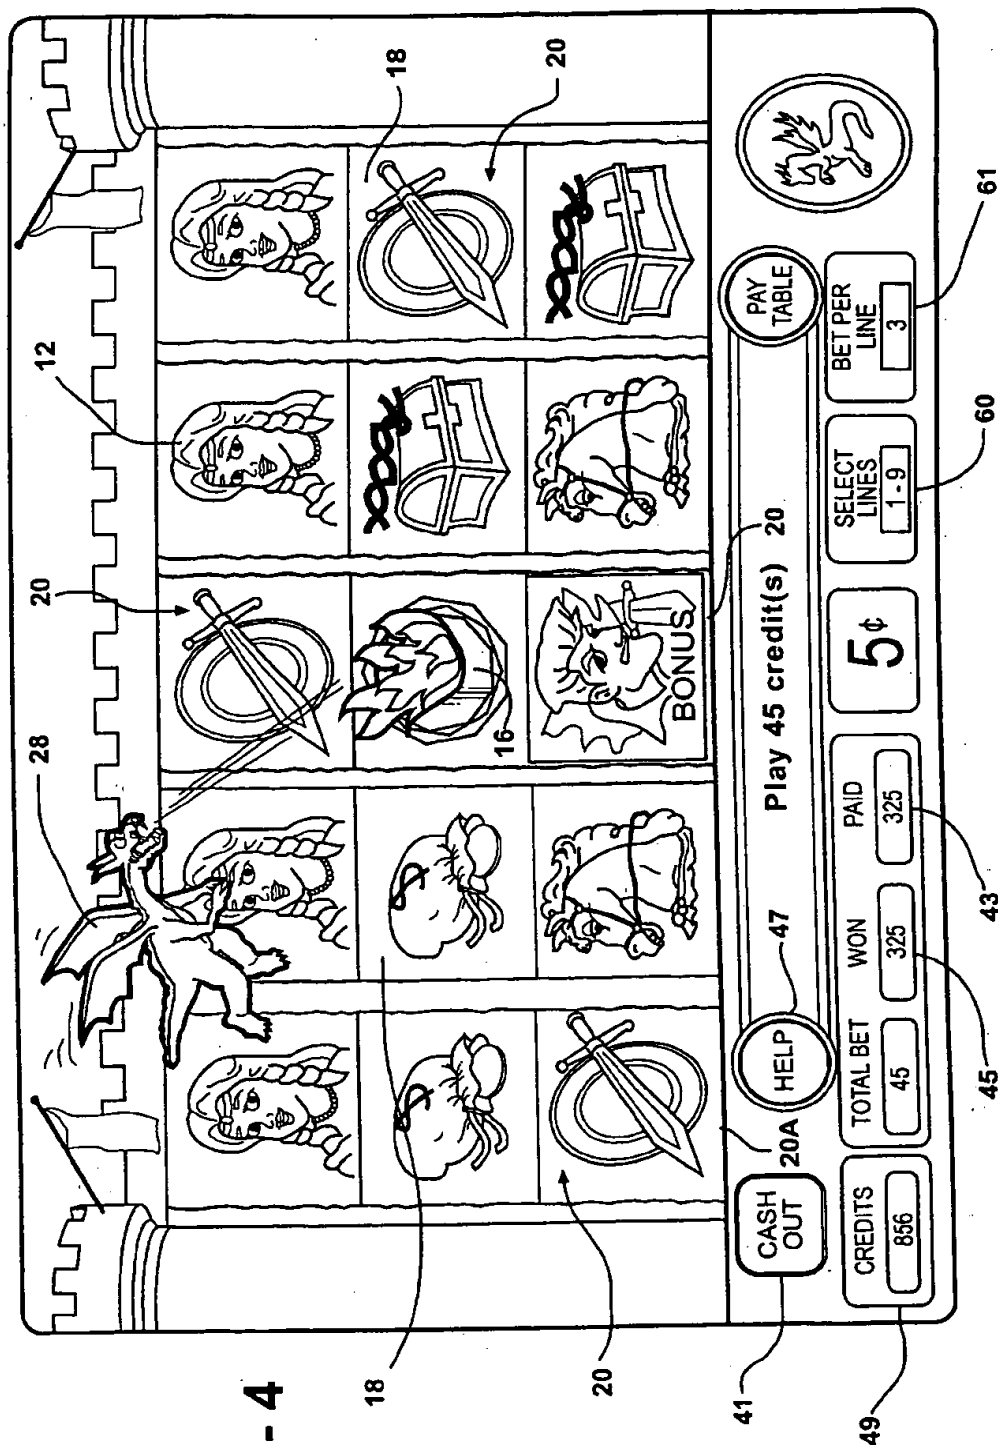 - 4
28
20
12
18
20
16
BONUS
18
20
20A
47
20
HELP
Play 45 credit(s)
PAY
TABLE
41
CASH
OUT
CREDITS
856
TOTAL BET
45
WON
325
PAID
325
5¢
SELECT
LINES
1 - 9
BET PER
LINE
3
49
45
43
60
61